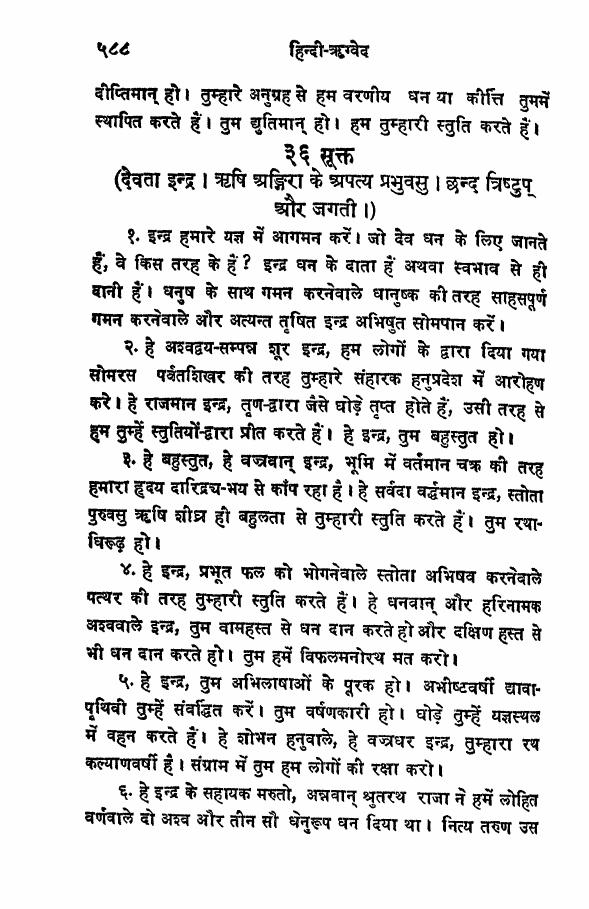 ५८८ हिन्दी-ऋग्वेद
दीप्तिमान् हो। तुम्हारे अनुग्रह से हम वरणीय धन या कीर्त्ति तुममें
स्थापित करते हैं। तुम द्युतिमान् हो। हम तुम्हारी स्तुति करते हैं।
३६ सूक्त
(देवता इन्द्र। ऋषि अङ्गिरा के अपत्य प्रभुवसु। छन्द त्रिष्टुप्
और जगती।)
१. इन्द्र हमारे यज्ञ में आगमन करें। जो देव धन के लिए जानते
हैं, वे किस तरह के हैं? इन्द्र धन के दाता हैं अथवा स्वभाव से ही
दानी हैं। धनुष के साथ गमन करनेवाले धानुष्क की तरह साहसपूर्ण
गमन करनेवाले और अत्यन्त तृषित इन्द्र अभिषुत सोमपान करें।
२. हे अश्वद्वय-सम्पन्न शूर इन्द्र, हम लोगों के द्वारा दिया गया
सोमरस पर्वतशिखर की तरह तुम्हारे संहारक हनुप्रदेश में आरोहण
करे। हे राजमान इन्द्र, तृण-द्वारा जैसे घोड़े तृप्त होते हैं, उसी तरह से
हम तुम्हें स्तुतियों-द्वारा प्रीत करते हैं। हे इन्द्र, तुम बहुस्तुत हो।
३. हे बहुस्तुत, हे वज्रवान् इन्द्र, भूमि में वर्तमान चक्र की तरह
हमारा हृदय दारिद्र्य-भय से काँप रहा है। हे सर्वदा वर्द्धमान इन्द्र, स्तोता
पुरुवसु ऋषि शीघ्र ही बहुलता से तुम्हारी स्तुति करते हैं। तुम रथा-
धिरूढ़ हो।
४. हे इन्द्र, प्रभूत फल को भोगनेवाले स्तोता अभिषव करनेवाले
पत्थर की तरह तुम्हारी स्तुति करते हैं। हे धनवान् और हरिनामक
अश्ववाले इन्द्र, तुम वामहस्त से धन दान करते हो और दक्षिण हस्त से
भी धन दान करते हो। तुम हमें विफलमनोरथ मत करो।
५. हे इन्द्र, तुम अभिलाषाओं के पूरक हो। अभीष्टवर्षी द्यावा-
पृथिवी तुम्हें संवर्द्धित करें। तुम वर्षणकारी हो। घोड़े तुम्हें यज्ञस्थल
में वहन करते हैं। हे शोभन हनुवाले, हे वज्रधर इन्द्र, तुम्हारा रथ
कल्याणवर्षी है। संग्राम में तुम हम लोगों की रक्षा करो।
६. हे इन्द्र के सहायक मरुतो, अन्नवान् श्रुतरथ राजा ने हमें लोहित
वर्णवाले दो अश्व और तीन सौ धेनुरूप धन दिया था। नित्य तरुण उस